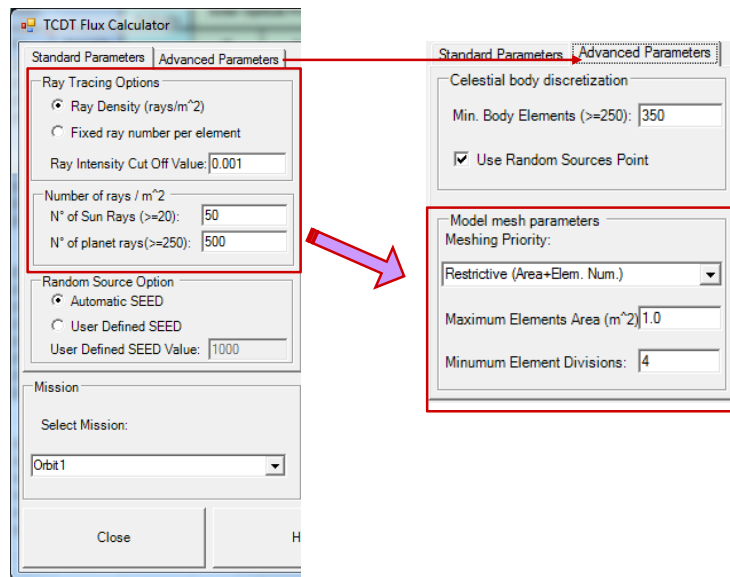 TCDT Flux Calculator
Standard Parameters
Advanced Parameters
Ray Tracing Options
Ray Density (rays/m^2)
Fixed ray number per element
Ray Intensity Cut Off Value: 0.001
Number of rays / m^2
N° of Sun Rays (>=20): 50
N° of planet rays(>=250): 500
Random Source Option
Automatic SEED
User Defined SEED
User Defined SEED Value: 1000
Mission
Select Mission:
Orbit1
Close
H
Standard Parameters
Advanced Parameters
Celestial body discretization
Min. Body Elements (>=250): 350
Use Random Sources Point
Model mesh parameters
Meshing Priority:
Restrictive (Area+Elem. Num.)
Maximum Elements Area (m^2) 1.0
Minumum Element Divisions: 4